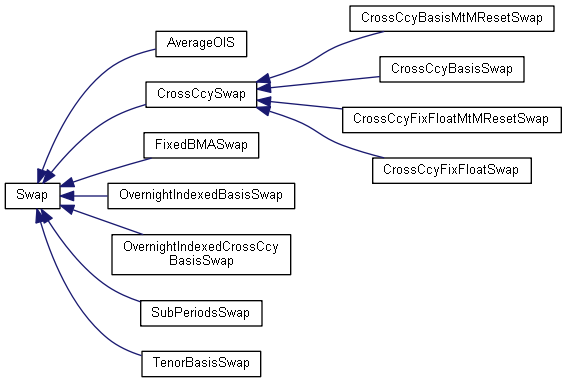 CrossCcyBasisMtMResetSwap
AverageOIS
CrossCcyBasisSwap
CrossCcySwap
CrossCcyFixFloatMtMResetSwap
FixedBMASwap
CrossCcyFixFloatSwap
Swap
OvernightIndexedBasisSwap
OvernightIndexedCrossCcy
BasisSwap
SubPeriodsSwap
TenorBasisSwap